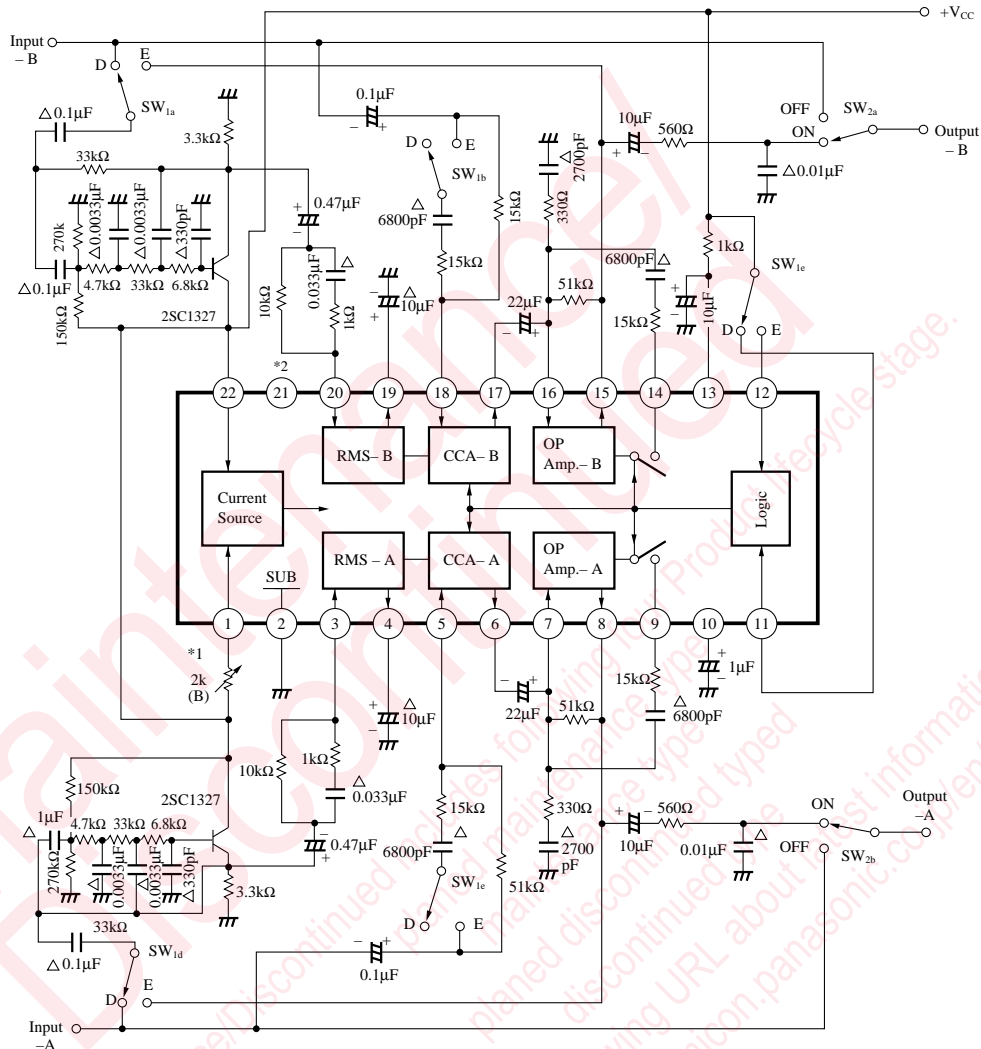 +VCC
Input
– B
D
E
SW1a
△0.1μF
3.3kΩ
33kΩ
270k
△0.0033μF
△0.0033μF
△330pF
△0.1μF
4.7kΩ
33kΩ
6.8kΩ
150kΩ
2SC1327
0.47μF
+
–
10kΩ
0.033μF
△
1kΩ
△
10μF
+
0.1μF
–
+
D
E
SW1b
△
6800pF
15kΩ
15kΩ
22μF
–
+
△
2700pF
330Ω
51kΩ
10μF
+
–
560Ω
△0.01μF
OFF
ON
SW2a
Output
– B
6800pF
△
15kΩ
1kΩ
+
10μF
SW1e
D
E
*2
22
21
20
19
18
17
16
15
14
13
12
RMS– B
CCA– B
OP
Amp.– B
Current
Source
Logic
RMS – A
CCA– A
OP
Amp.– A
SUB
1
2
3
4
5
6
7
8
9
10
11
*1
2k
(B)
10kΩ
1kΩ
△
0.033μF
–
+
0.47μF
+
△
10μF
–
15kΩ
△
6800pF
SW1e
D
E
51kΩ
–
+
0.1μF
–
+
22μF
51kΩ
15kΩ
△
6800pF
+
–
1μF
330Ω
△
2700
pF
+
–
10μF
560Ω
△
0.01μF
ON
OFF
SW2b
Output
–A
150kΩ
2SC1327
1μF
△
4.7kΩ
33kΩ
6.8kΩ
270kΩ
△
0.0033μF
△
0.0033μF
△330pF
3.3kΩ
33kΩ
△0.1μF
SW1d
D
E
Input
–A
Maintenance/
Discontinued